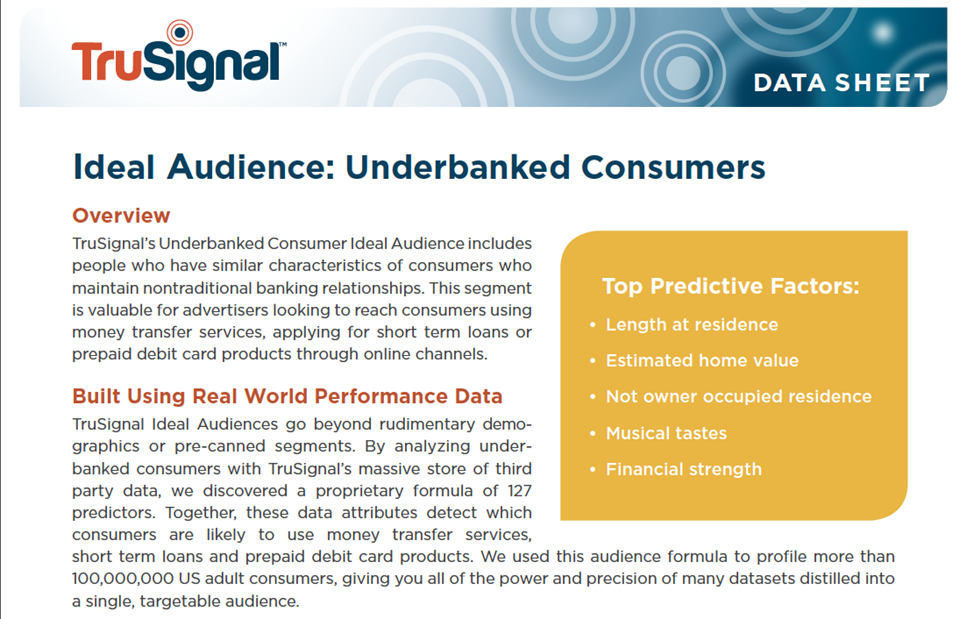 TruSignal™
DATA SHEET
Ideal Audience: Underbanked Consumers
Overview
TruSignal's Underbanked Consumer Ideal Audience includes
people who have similar characteristics of consumers who
maintain nontraditional banking relationships. This segment
is valuable for advertisers looking to reach consumers using
money transfer services, applying for short term loans or
prepaid debit card products through online channels.
Built Using Real World Performance Data
TruSignal Ideal Audiences go beyond rudimentary demo-
graphics or pre-canned segments. By analyzing under-
banked consumers with TruSignal's massive store of third
party data, we discovered a proprietary formula of 127
predictors. Together, these data attributes detect which
consumers are likely to use money transfer services,
short term loans and prepaid debit card products. We used this audience formula to profile more than
100,000,000 US adult consumers, giving you all of the power and precision of many datasets distilled into
a single, targetable audience.
Top Predictive Factors:
• Length at residence
• Estimated home value
• Not owner occupied residence
• Musical tastes
• Financial strength